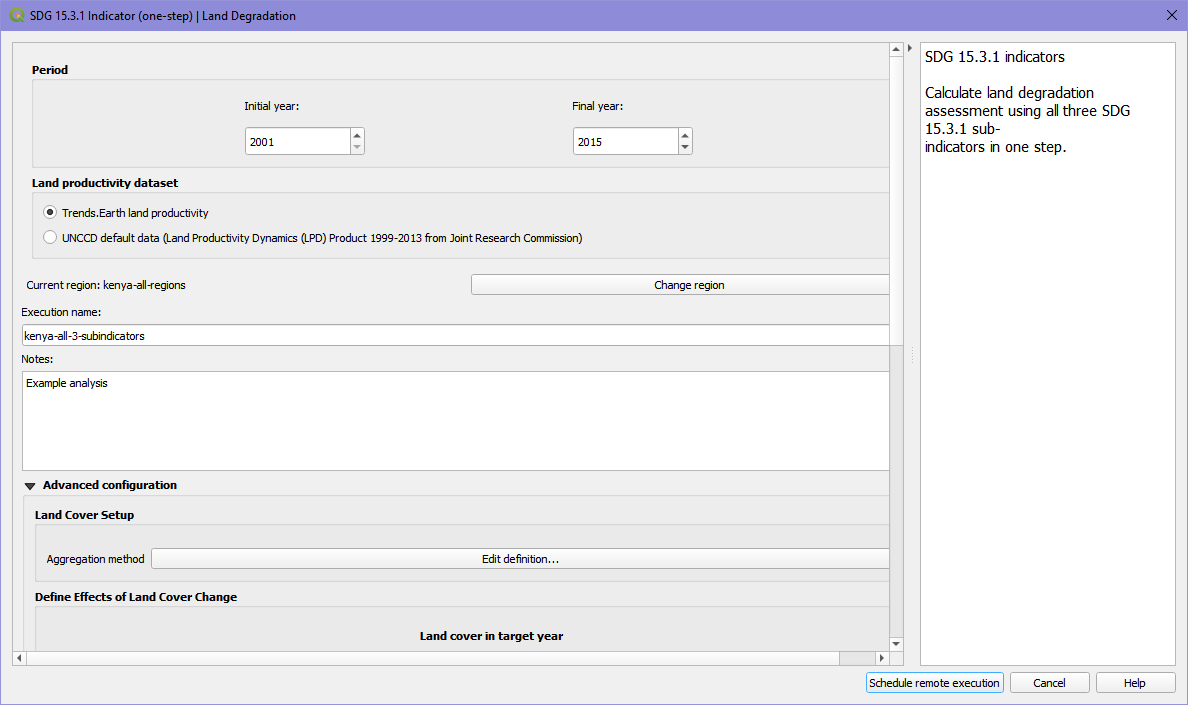 SDG 15.3.1 Indicator (one-step) | Land Degradation
Period
Initial year:
Final year:
2001
2015
Land productivity dataset
Trends.Earth land productivity
UNCCD default data (Land Productivity Dynamics (LPD) Product 1999-2013 from Joint Research Commission)
Current region: kenya-all-regions
Change region
Execution name:
kenya-all-3-subindicators
Notes:
Example analysis
Advanced configuration
Land Cover Setup
Aggregation method
Edit definition...
Define Effects of Land Cover Change
Land cover in target year
SDG 15.3.1 indicators
Calculate land degradation
assessment using all three SDG
15.3.1 sub-
indicators in one step.
Schedule remote execution
Cancel
Help